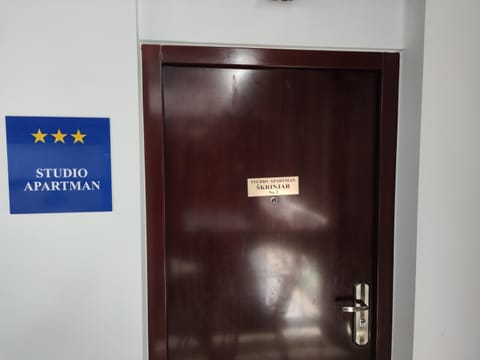 STUDIO
APARTMAN
STUDIO APARTMAN
ŠKRINJAR
No. 2